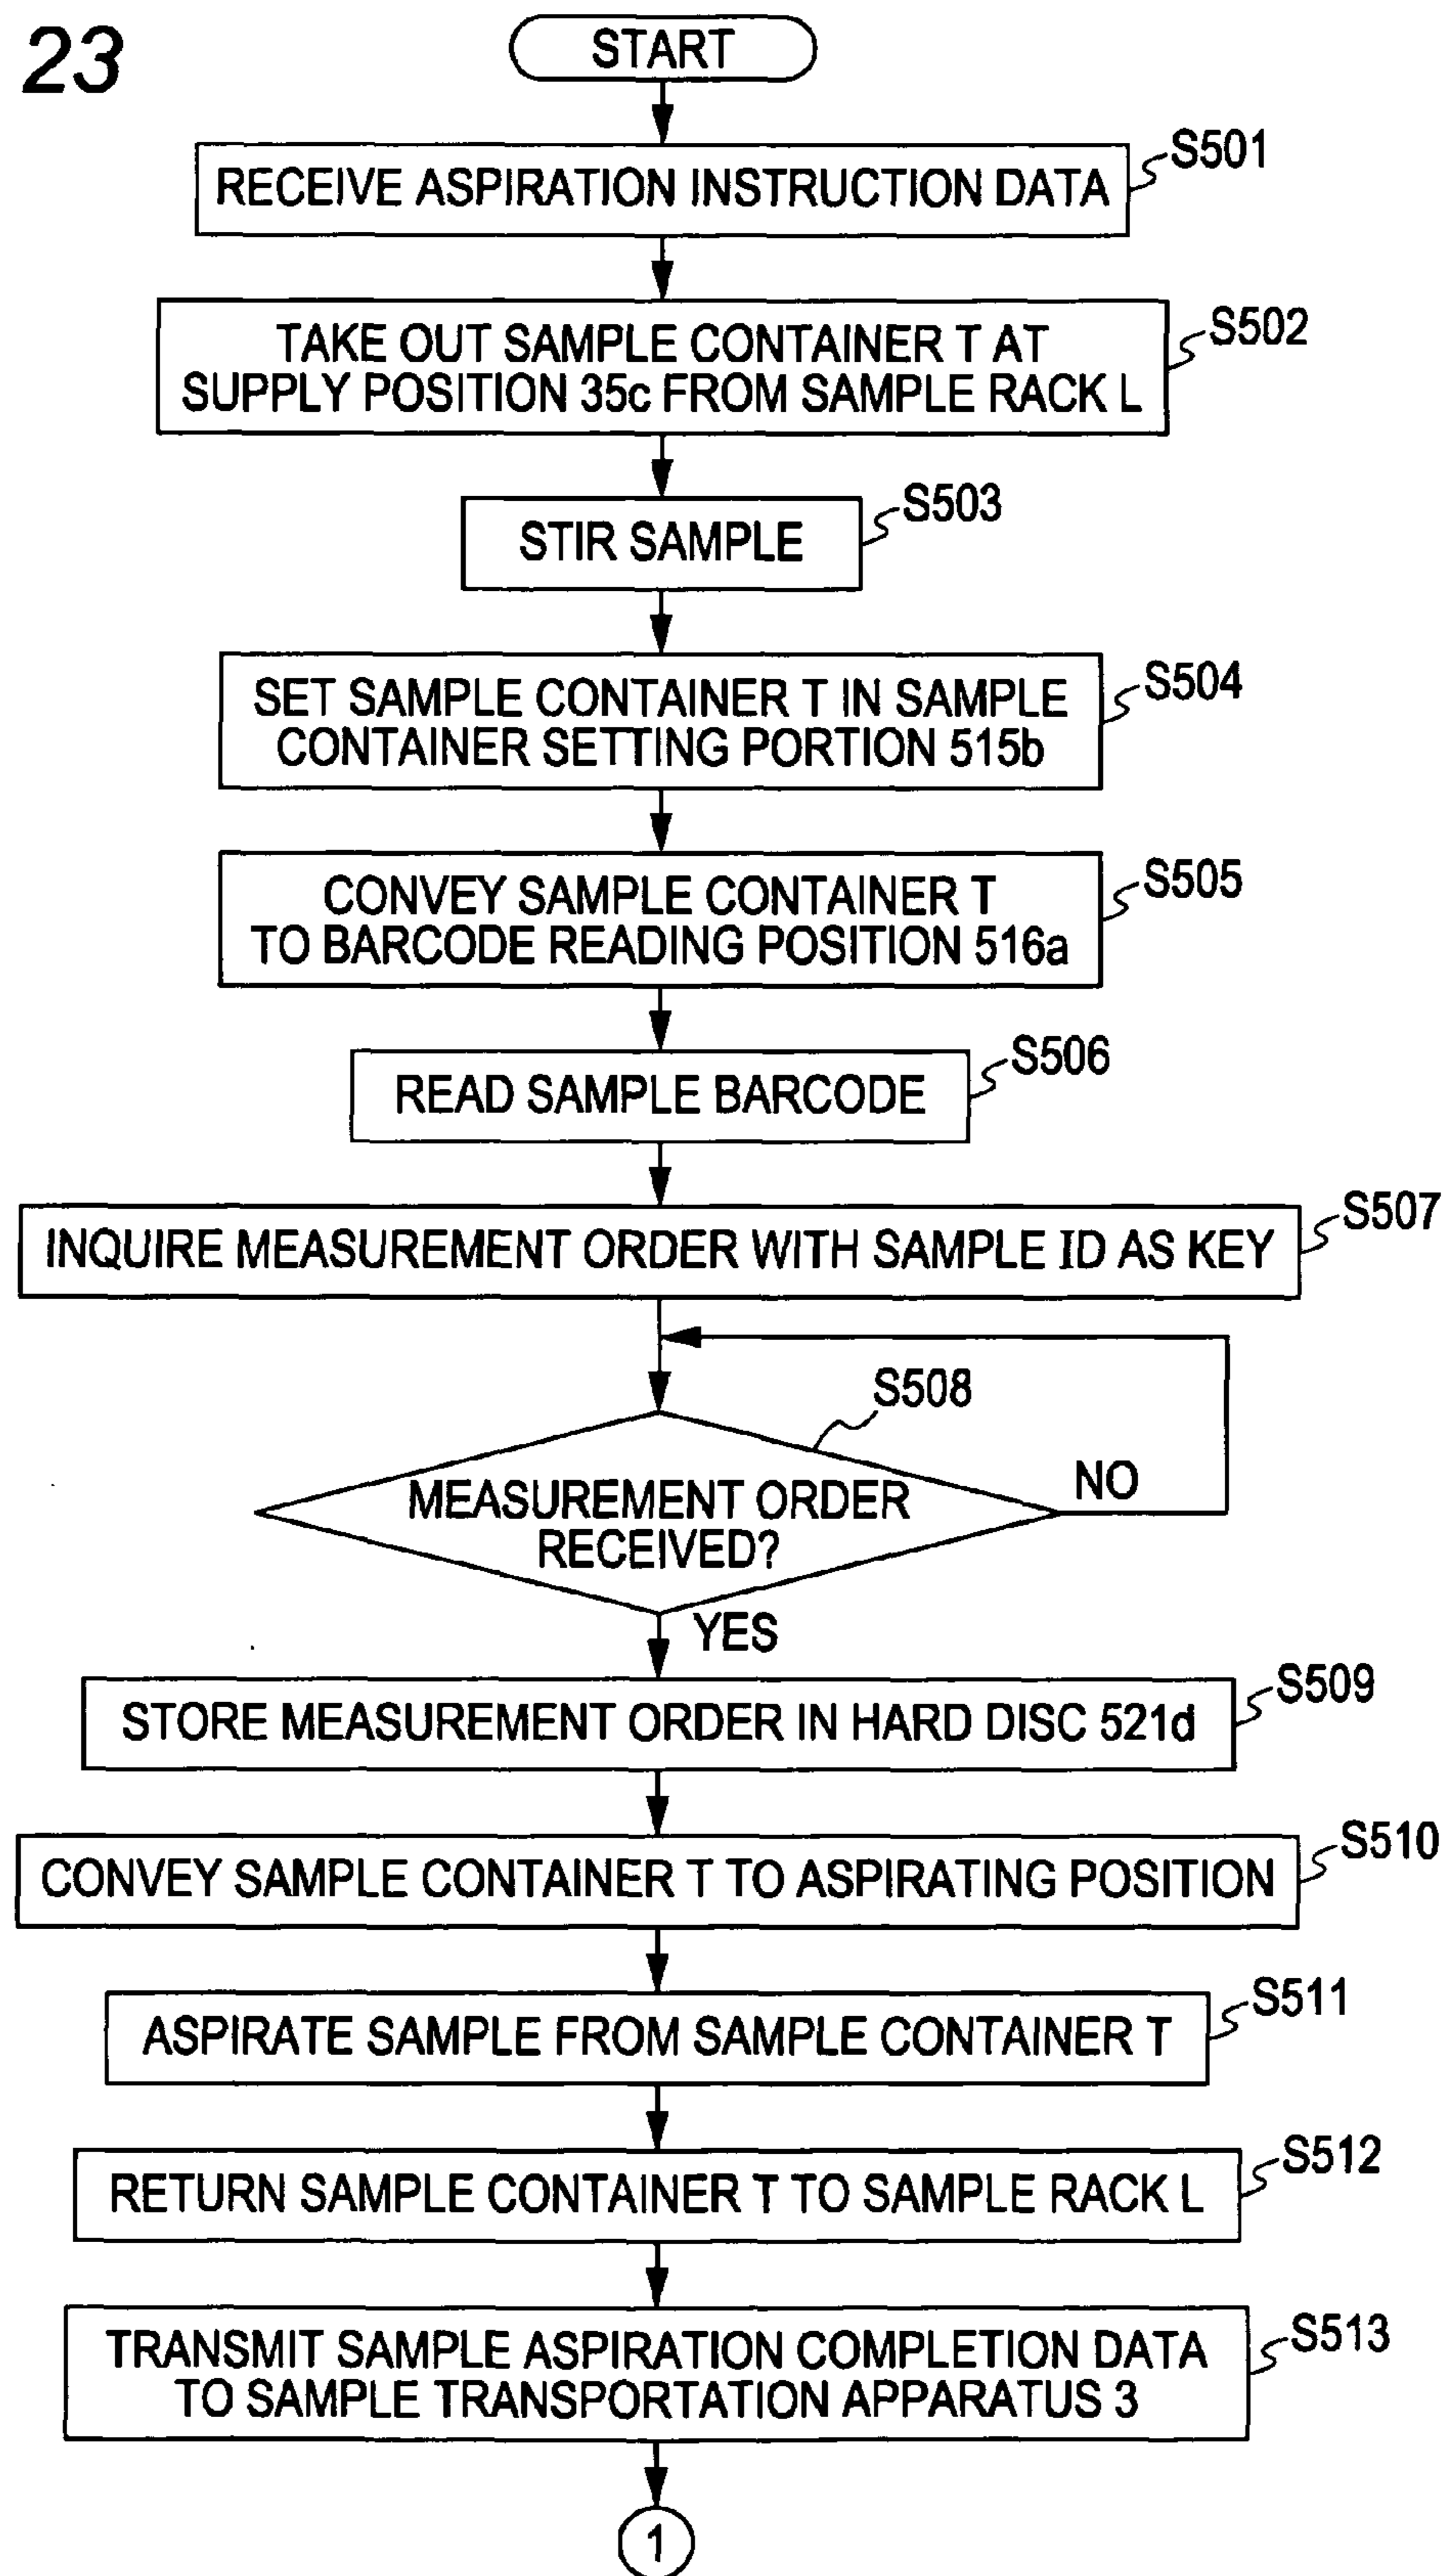 23
START
S501
RECEIVE ASPIRATION INSTRUCTION DATA
S502
TAKE OUT SAMPLE CONTAINER T AT
SUPPLY POSITION 35c FROM SAMPLE RACK L
S503
STIR SAMPLE
S504
SET SAMPLE CONTAINER T IN SAMPLE
CONTAINER SETTING PORTION 515b
S505
CONVEY SAMPLE CONTAINER T
TO BARCODE READING POSITION 516a
S506
READ SAMPLE BARCODE
S507
INQUIRE MEASUREMENT ORDER WITH SAMPLE ID AS KEY
S508
MEASUREMENT ORDER
RECEIVED?
NO
YES
S509
STORE MEASUREMENT ORDER IN HARD DISC 521d
S510
CONVEY SAMPLE CONTAINER T TO ASPIRATING POSITION
S511
ASPIRATE SAMPLE FROM SAMPLE CONTAINER T
S512
RETURN SAMPLE CONTAINER T TO SAMPLE RACK L
S513
TRANSMIT SAMPLE ASPIRATION COMPLETION DATA
TO SAMPLE TRANSPORTATION APPARATUS 3
1